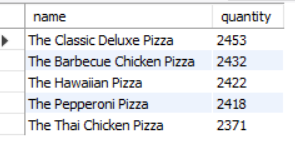 name quantity
The Classic Deluxe Pizza 2453
The Barbecue Chicken Pizza 2432
The Hawaiian Pizza 2422
The Pepperoni Pizza 2418
The Thai Chicken Pizza 2371